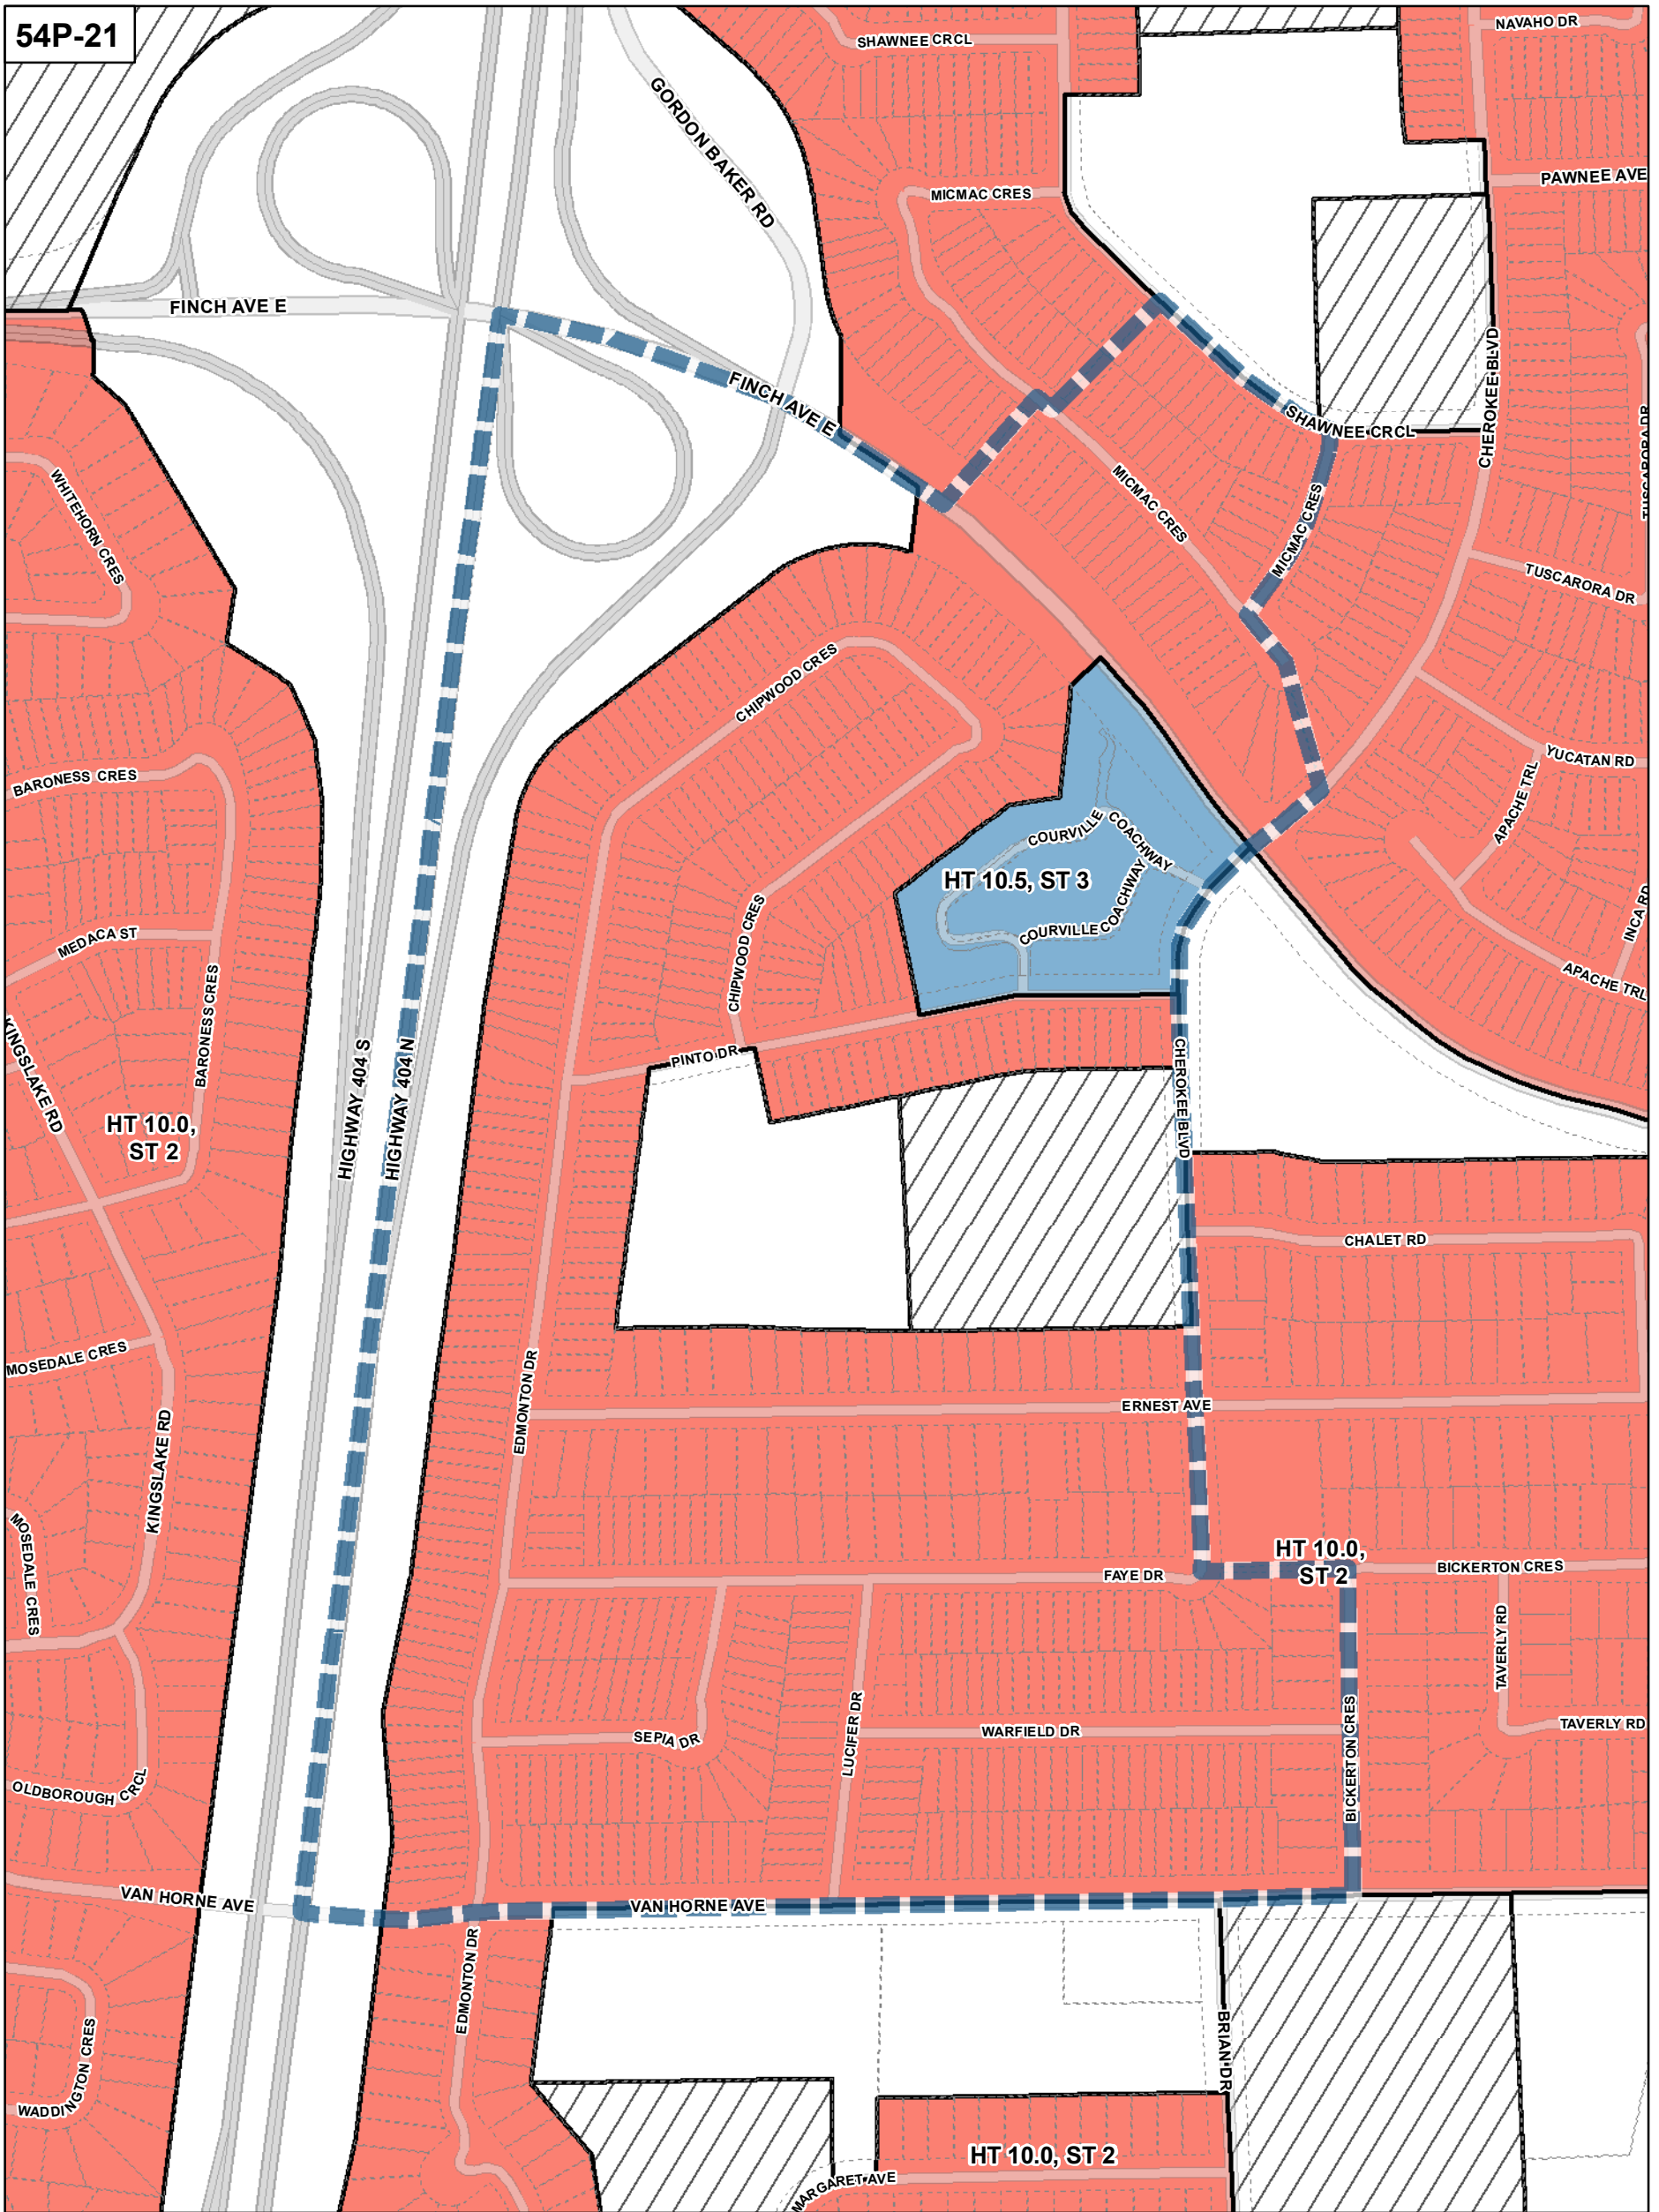 54P-21
NAVAHO DR
SHAWNEE CRCL
GORDON BAKER RD
PAWNEE AVE
MICMAC CRES
FINCH AVE E
CHEROKEE BLVD
FINCH AVE E
SHAWNEE CRCL
TUSCARORA DR
WHITEHORN CRES
MICMAC CRES
MICMAC CRES
TUSCARORA DR
CHIPWOOD CRES
YUCATAN RD
BARONESS CRES
APACHE TRL
COURVILLE
COACHWAY
HT 10.5, ST 3
COURVILLE COACHWAY
INCA RD
MEDACA ST
CHIPWOOD CRES
APACHE TRL
BARONESS CRES
KINGSLAKE RD
PINTO DR
HIGHWAY 404 S
HIGHWAY 404 N
CHEROKEE BLVD
HT 10.0,
ST 2
CHALET RD
MOSEDALE CRES
EDMONTON DR
ERNEST AVE
KINGSLAKE RD
MOSEDALE CRES
HT 10.0,
ST 2
FAYE DR
BICKERTON CRES
TAVERLY RD
LUCIFER DR
BICKERTON CRES
SEPIA DR
WARFIELD DR
TAVERLY RD
OLDBOROUGH CRCL
VAN HORNE AVE
VAN HORNE AVE
EDMONTON DR
BRIAN DR
WADDINGTON CRES
HT 10.0, ST 2
MARGARET AVE